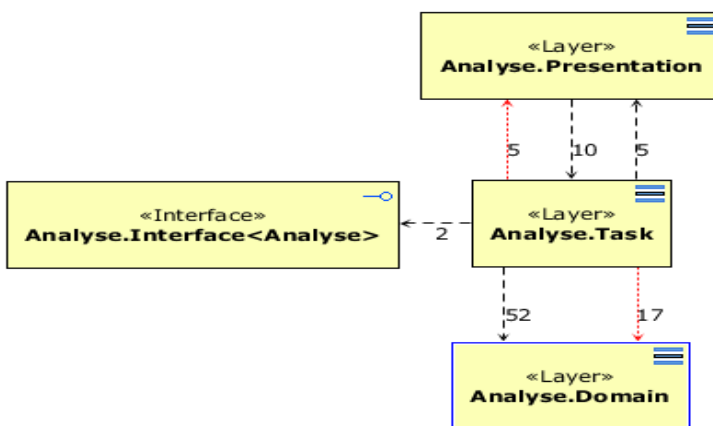 «Layer»
Analyse.Presentation
5
10
5
«Interface»
Analyse.Interface<Analyse>
2
«Layer»
Analyse.Task
52
17
«Layer»
Analyse.Domain